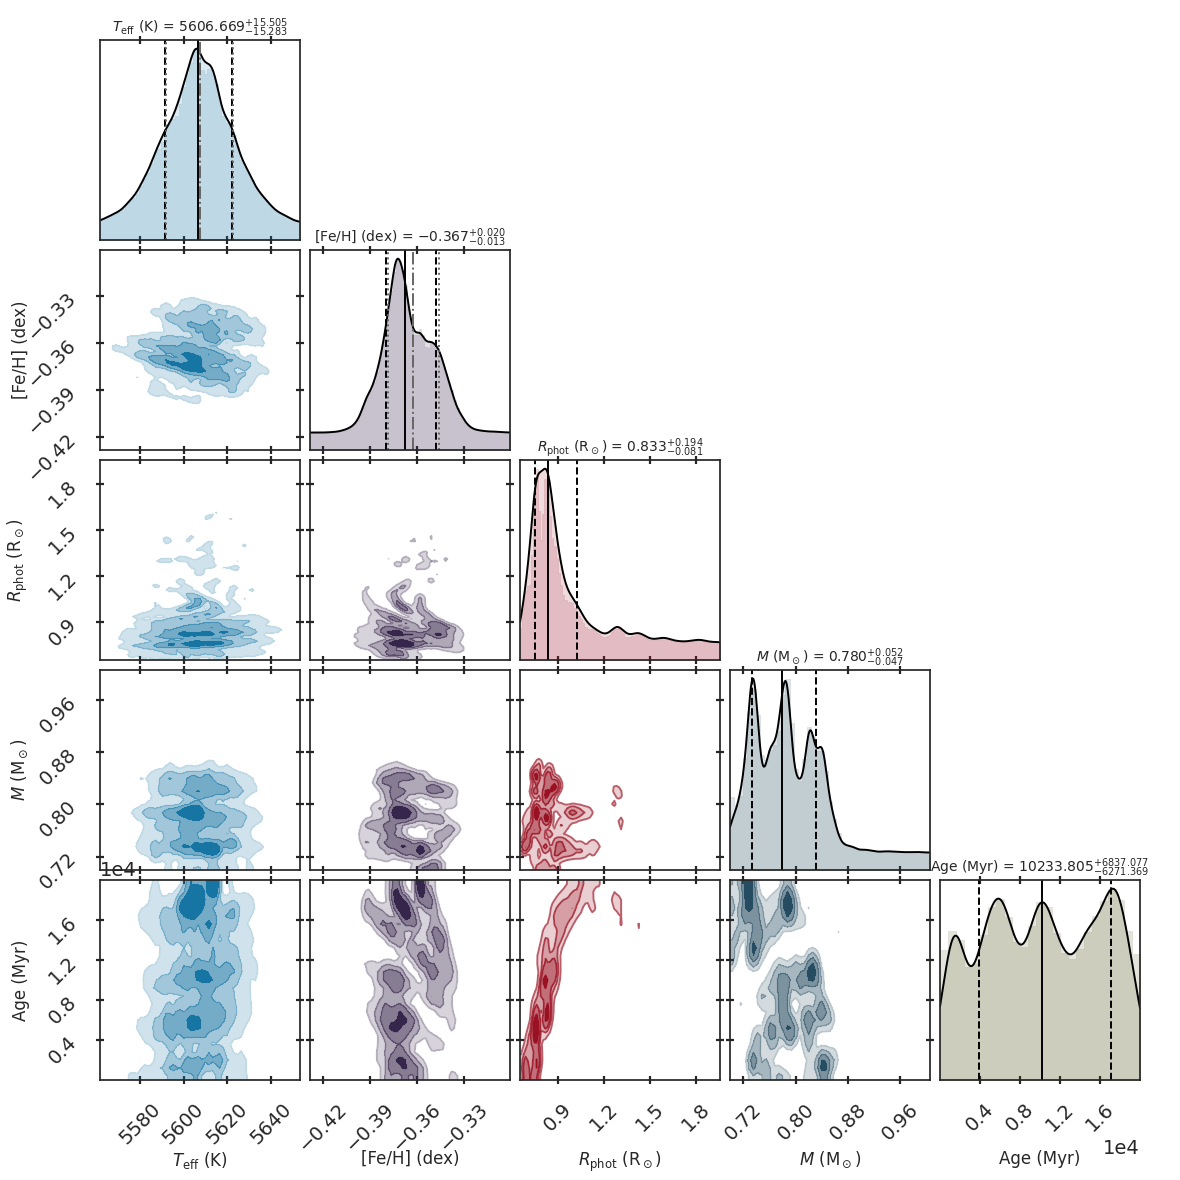 T_eff (K) = 5606.669 +15.505 −15.283
[Fe/H] (dex) = −0.367 +0.020 −0.013
[Fe/H] (dex)
−0.33
−0.36
−0.39
−0.42
R_phot (R⊙) = 0.833 +0.194 −0.081
R_phot (R⊙)
1.8
1.5
1.2
0.9
M (M⊙) = 0.780 +0.052 −0.047
M (M⊙)
0.96
0.88
0.80
0.72
1e4
Age (Myr) = 10233.805 +6837.077 −6271.369
Age (Myr)
1.6
1.2
0.8
0.4
5580 5600 5620 5640
−0.42 −0.39 −0.36 −0.33
0.9 1.2 1.5 1.8
0.72 0.80 0.88 0.96
0.4 0.8 1.2 1.6
1e4
T_eff (K)
[Fe/H] (dex)
R_phot (R⊙)
M (M⊙)
Age (Myr)